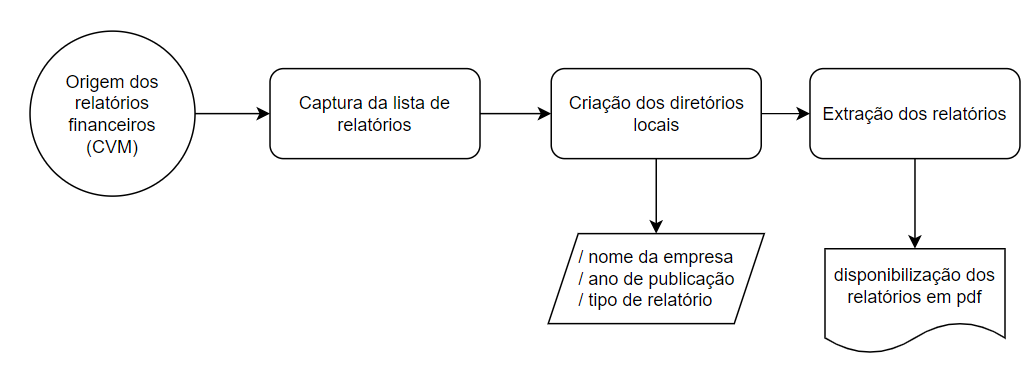 Origem dos
relatórios
financeiros
(CVM)
Captura da lista de
relatórios
Criação dos diretórios
locais
Extração dos relatórios
/ nome da empresa
/ ano de publicação
/ tipo de relatório
disponibilização dos
relatórios em pdf